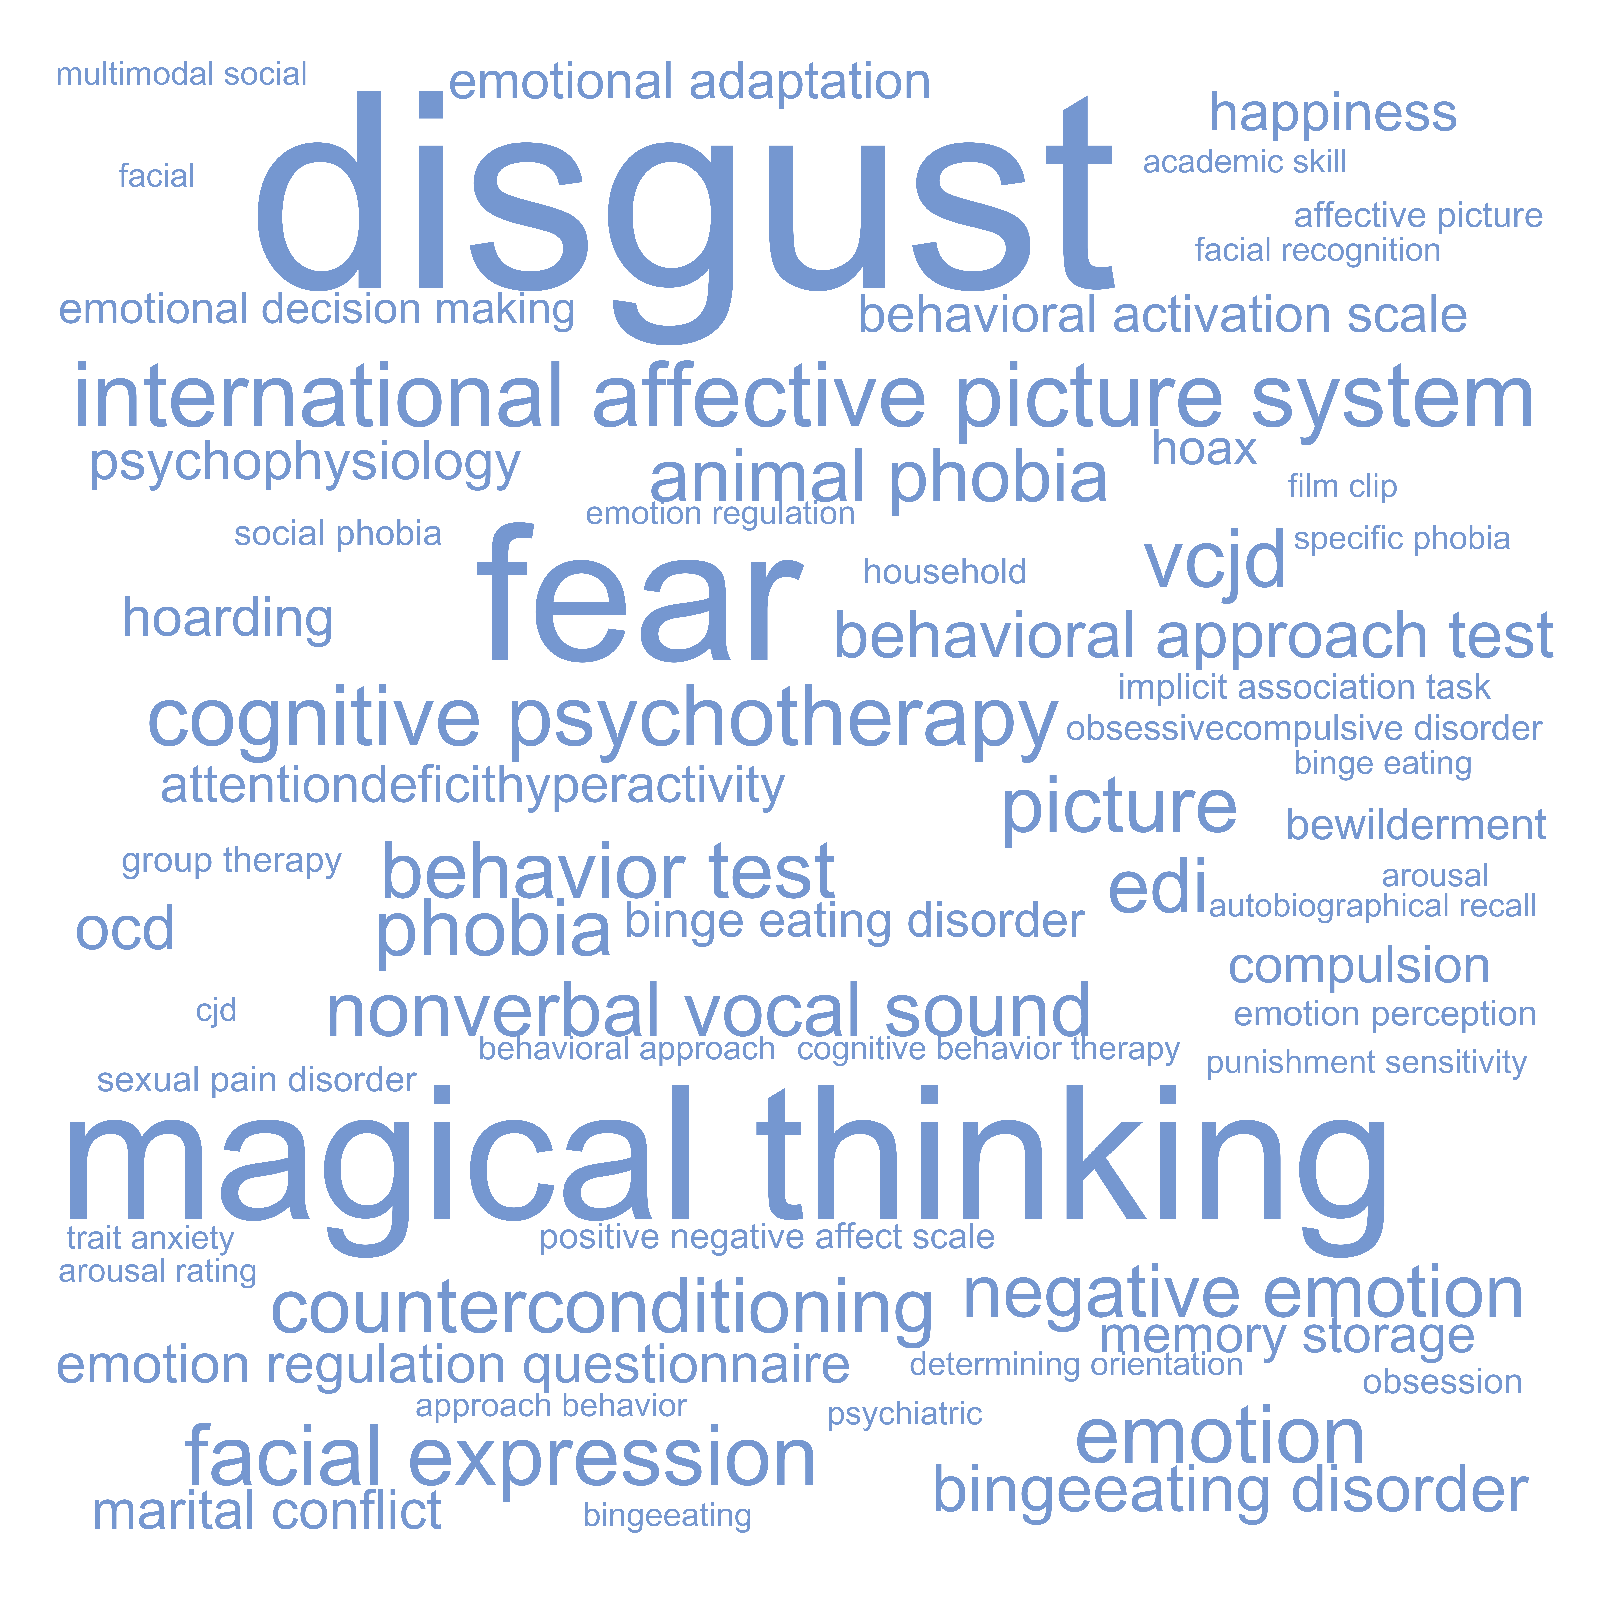 multimodal social
emotional adaptation
disgust
happiness
academic skill
facial
affective picture
facial recognition
emotional decision making
behavioral activation scale
international affective picture system
psychophysiology
animal phobia
hoax
film clip
emotion regulation
social phobia
fear
vcjd
specific phobia
household
hoarding
behavioral approach test
implicit association task
cognitive psychotherapy
obsessivecompulsive disorder
binge eating
attentiondeficithyperactivity
picture
bewilderment
group therapy
behavior test
edi
arousal
autobiographical recall
ocd
phobia
binge eating disorder
compulsion
cjd
nonverbal vocal sound
emotion perception
behavioral approach
cognitive behavior therapy
punishment sensitivity
sexual pain disorder
magical thinking
trait anxiety
positive negative affect scale
arousal rating
counterconditioning
negative emotion
memory storage
emotion regulation questionnaire
determining orientation
obsession
approach behavior
psychiatric
emotion
facial expression
bingeeating disorder
marital conflict
bingeeating